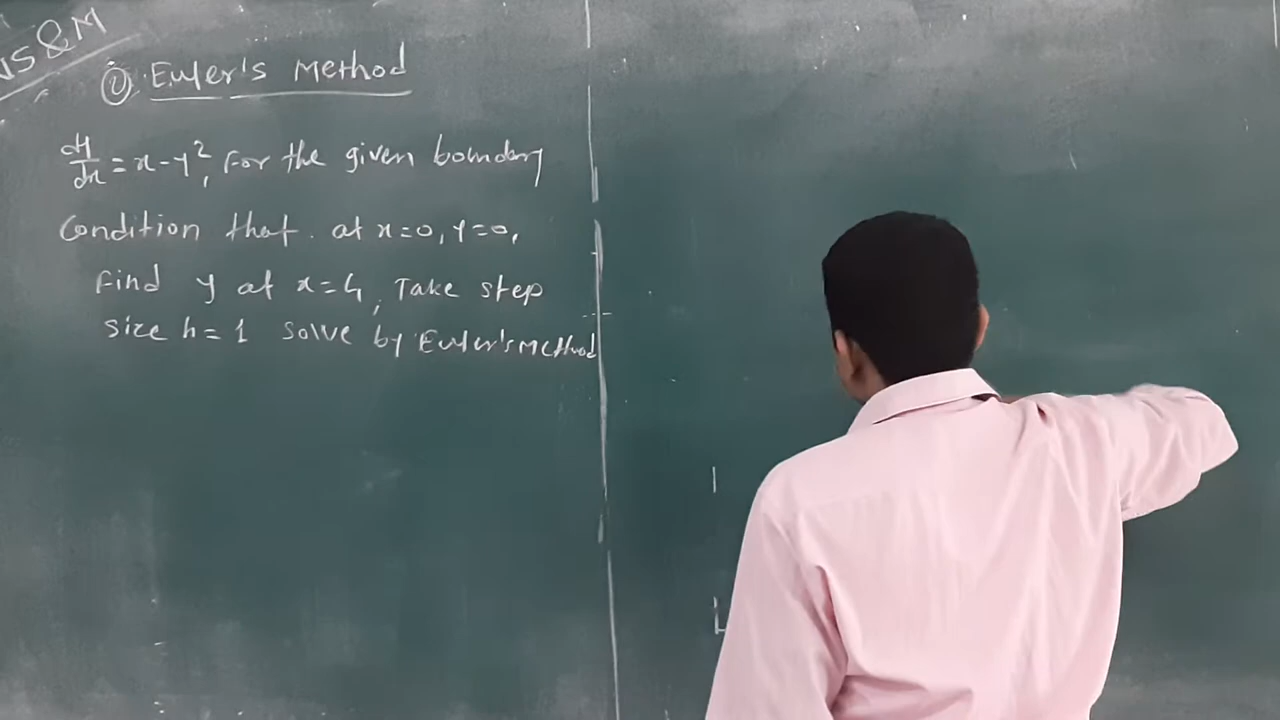 NS&M
① Euler's Method
dy/dx = x - y², For the given boundary
Condition that. at x=0, y=0,
Find y at x=4, Take step
size h=1 solve by Euler's Method